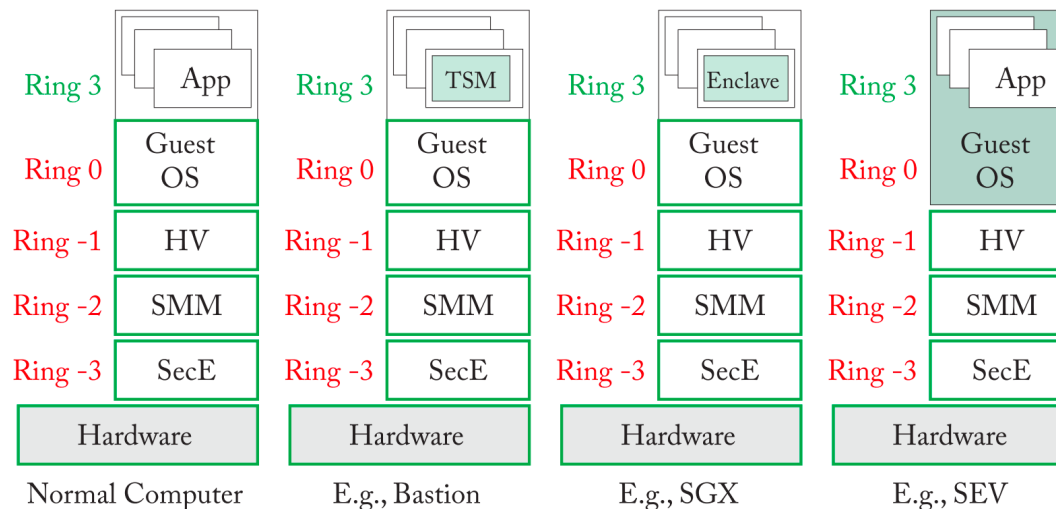 Ring 3
App
Ring 0
Guest
OS
Ring -1
HV
Ring -2
SMM
Ring -3
SecE
Hardware
Normal Computer
Ring 3
TSM
Ring 0
Guest
OS
Ring -1
HV
Ring -2
SMM
Ring -3
SecE
Hardware
E.g., Bastion
Ring 3
Enclave
Ring 0
Guest
OS
Ring -1
HV
Ring -2
SMM
Ring -3
SecE
Hardware
E.g., SGX
Ring 3
App
Ring 0
Guest
OS
Ring -1
HV
Ring -2
SMM
Ring -3
SecE
Hardware
E.g., SEV